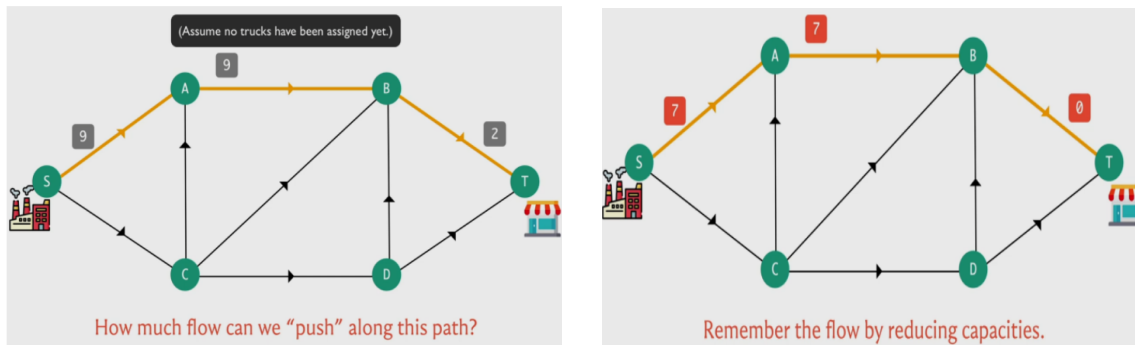 (Assume no trucks have been assigned yet.)
9
A
B
9
2
S
T
C
D
How much flow can we “push” along this path?
7
A
B
7
0
S
T
C
D
Remember the flow by reducing capacities.